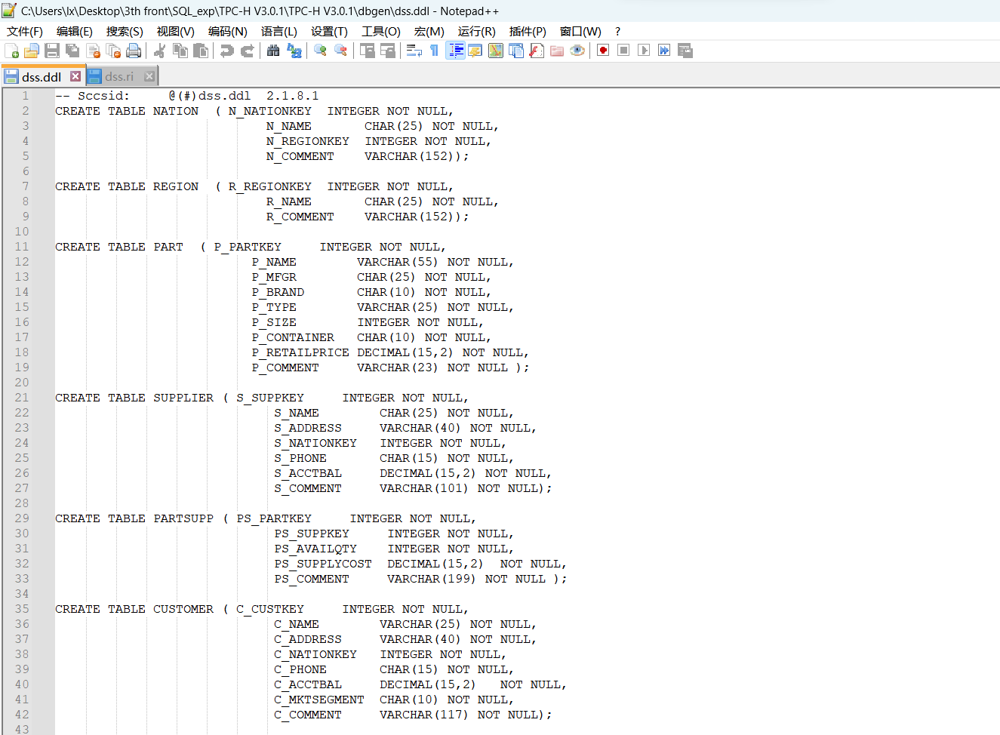 C:\Users\lx\Desktop\3th front\SQL_exp\TPC-H V3.0.1\TPC-H V3.0.1\dbgen\dss.ddl - Notepad++
文件(F) 编辑(E) 搜索(S) 视图(V) 编码(N) 语言(L) 设置(T) 工具(O) 宏(M) 运行(R) 插件(P) 窗口(W) ?
dss.ddl dss.ri
1 -- Sccsid:     @(#)dss.ddl  2.1.8.1
2 CREATE TABLE NATION  ( N_NATIONKEY  INTEGER NOT NULL,
3 N_NAME       CHAR(25) NOT NULL,
4 N_REGIONKEY  INTEGER NOT NULL,
5 N_COMMENT    VARCHAR(152));
6
7 CREATE TABLE REGION  ( R_REGIONKEY  INTEGER NOT NULL,
8 R_NAME       CHAR(25) NOT NULL,
9 R_COMMENT    VARCHAR(152));
10
11 CREATE TABLE PART  ( P_PARTKEY     INTEGER NOT NULL,
12 P_NAME        VARCHAR(55) NOT NULL,
13 P_MFGR        CHAR(25) NOT NULL,
14 P_BRAND       CHAR(10) NOT NULL,
15 P_TYPE        VARCHAR(25) NOT NULL,
16 P_SIZE        INTEGER NOT NULL,
17 P_CONTAINER   CHAR(10) NOT NULL,
18 P_RETAILPRICE DECIMAL(15,2) NOT NULL,
19 P_COMMENT     VARCHAR(23) NOT NULL );
20
21 CREATE TABLE SUPPLIER ( S_SUPPKEY     INTEGER NOT NULL,
22 S_NAME        CHAR(25) NOT NULL,
23 S_ADDRESS     VARCHAR(40) NOT NULL,
24 S_NATIONKEY   INTEGER NOT NULL,
25 S_PHONE       CHAR(15) NOT NULL,
26 S_ACCTBAL     DECIMAL(15,2) NOT NULL,
27 S_COMMENT     VARCHAR(101) NOT NULL);
28
29 CREATE TABLE PARTSUPP ( PS_PARTKEY     INTEGER NOT NULL,
30 PS_SUPPKEY     INTEGER NOT NULL,
31 PS_AVAILQTY    INTEGER NOT NULL,
32 PS_SUPPLYCOST  DECIMAL(15,2)  NOT NULL,
33 PS_COMMENT     VARCHAR(199) NOT NULL );
34
35 CREATE TABLE CUSTOMER ( C_CUSTKEY     INTEGER NOT NULL,
36 C_NAME        VARCHAR(25) NOT NULL,
37 C_ADDRESS     VARCHAR(40) NOT NULL,
38 C_NATIONKEY   INTEGER NOT NULL,
39 C_PHONE       CHAR(15) NOT NULL,
40 C_ACCTBAL     DECIMAL(15,2)   NOT NULL,
41 C_MKTSEGMENT  CHAR(10) NOT NULL,
42 C_COMMENT     VARCHAR(117) NOT NULL);
43